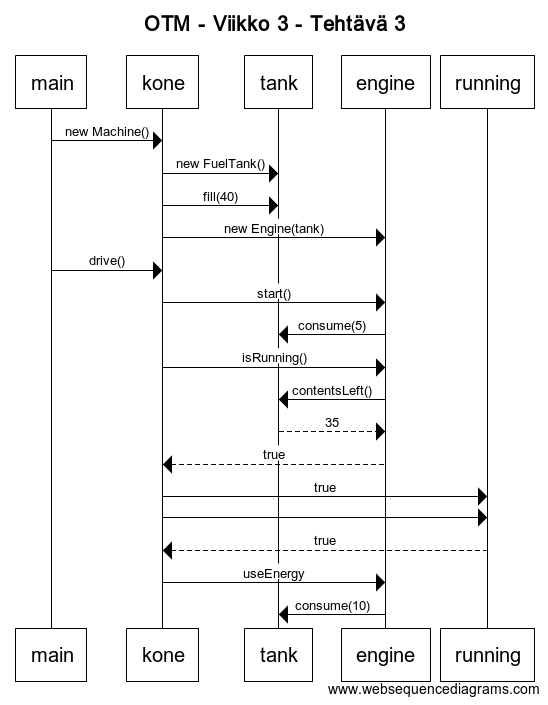 OTM - Viikko 3 - Tehtävä 3
main kone tank engine running
new Machine()
new FuelTank()
fill(40)
new Engine(tank)
drive()
start()
consume(5)
isRunning()
contentsLeft()
35
true
true
true
useEnergy
consume(10)
main kone tank engine running
www.websequencediagrams.com